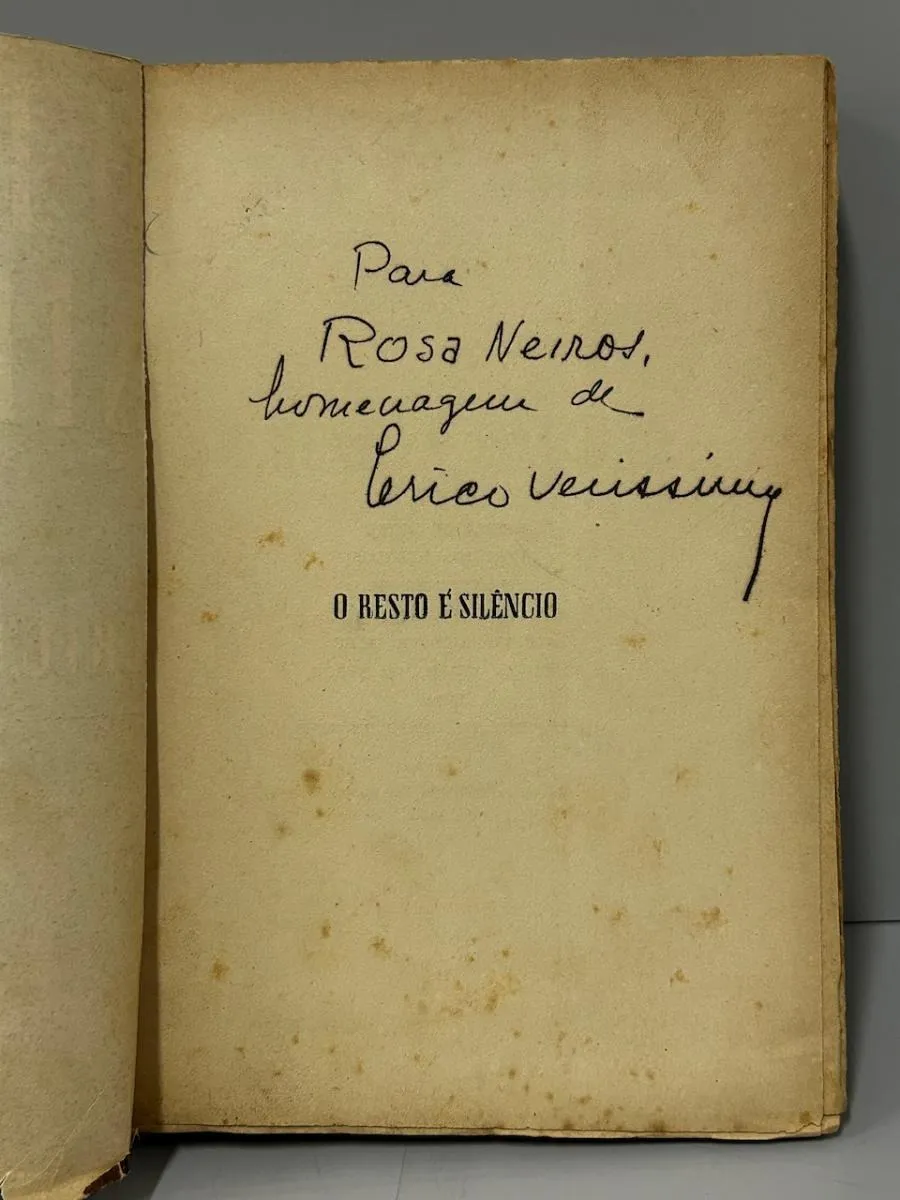 Para
Rosa Neiros,
homenagem de
Erico Verissimo
O RESTO É SILÊNCIO